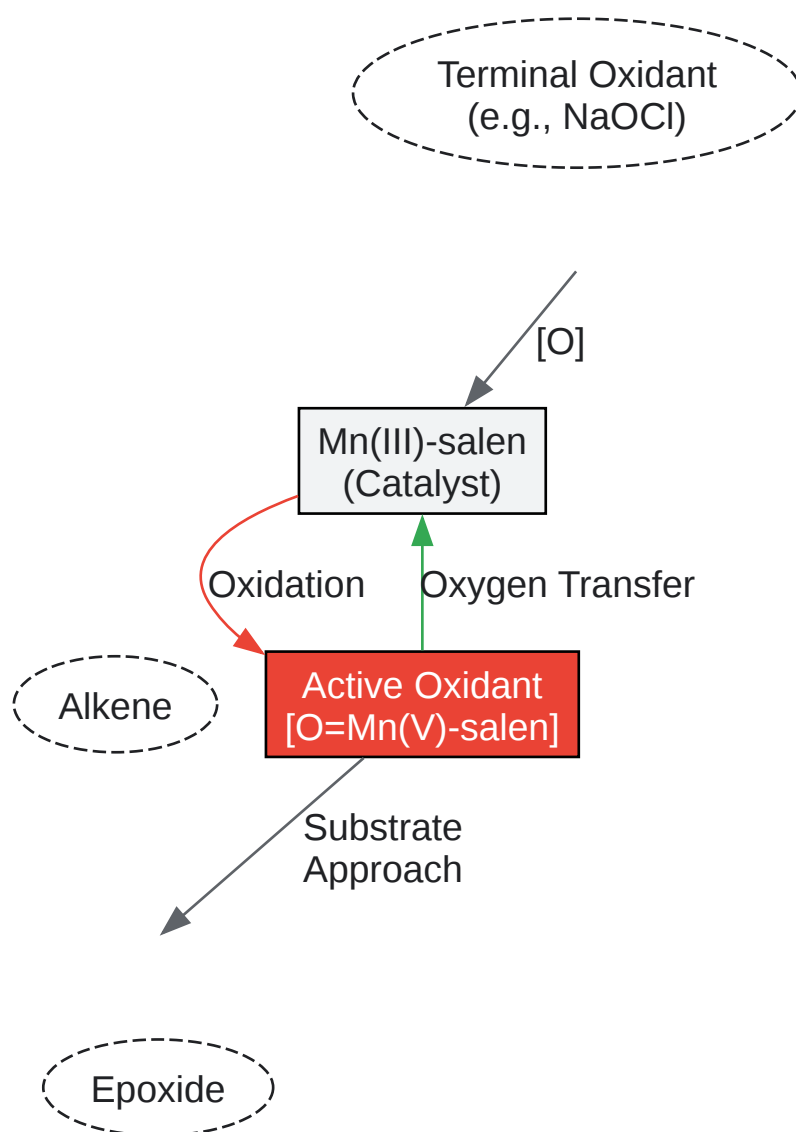 Terminal Oxidant
(e.g., NaOCl)
[O]
Mn(III)-salen
(Catalyst)
Oxidation
Oxygen Transfer
Active Oxidant
[O=Mn(V)-salen]
Alkene
Substrate
Approach
Epoxide